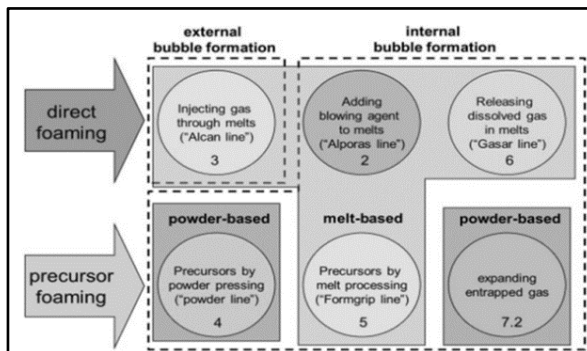 external
bubble formation
internal
bubble formation
direct
foaming
Injecting gas
through melts
("Alcan line")
3
Adding
blowing agent
to melts
("Alporas line")
2
Releasing
dissolved gas
in melts
("Gasar line")
6
powder-based
melt-based
powder-based
precursor
foaming
Precursors by
powder pressing
("powder line")
4
Precursors by
melt processing
("Formgrip line")
5
expanding
entrapped gas
7.2